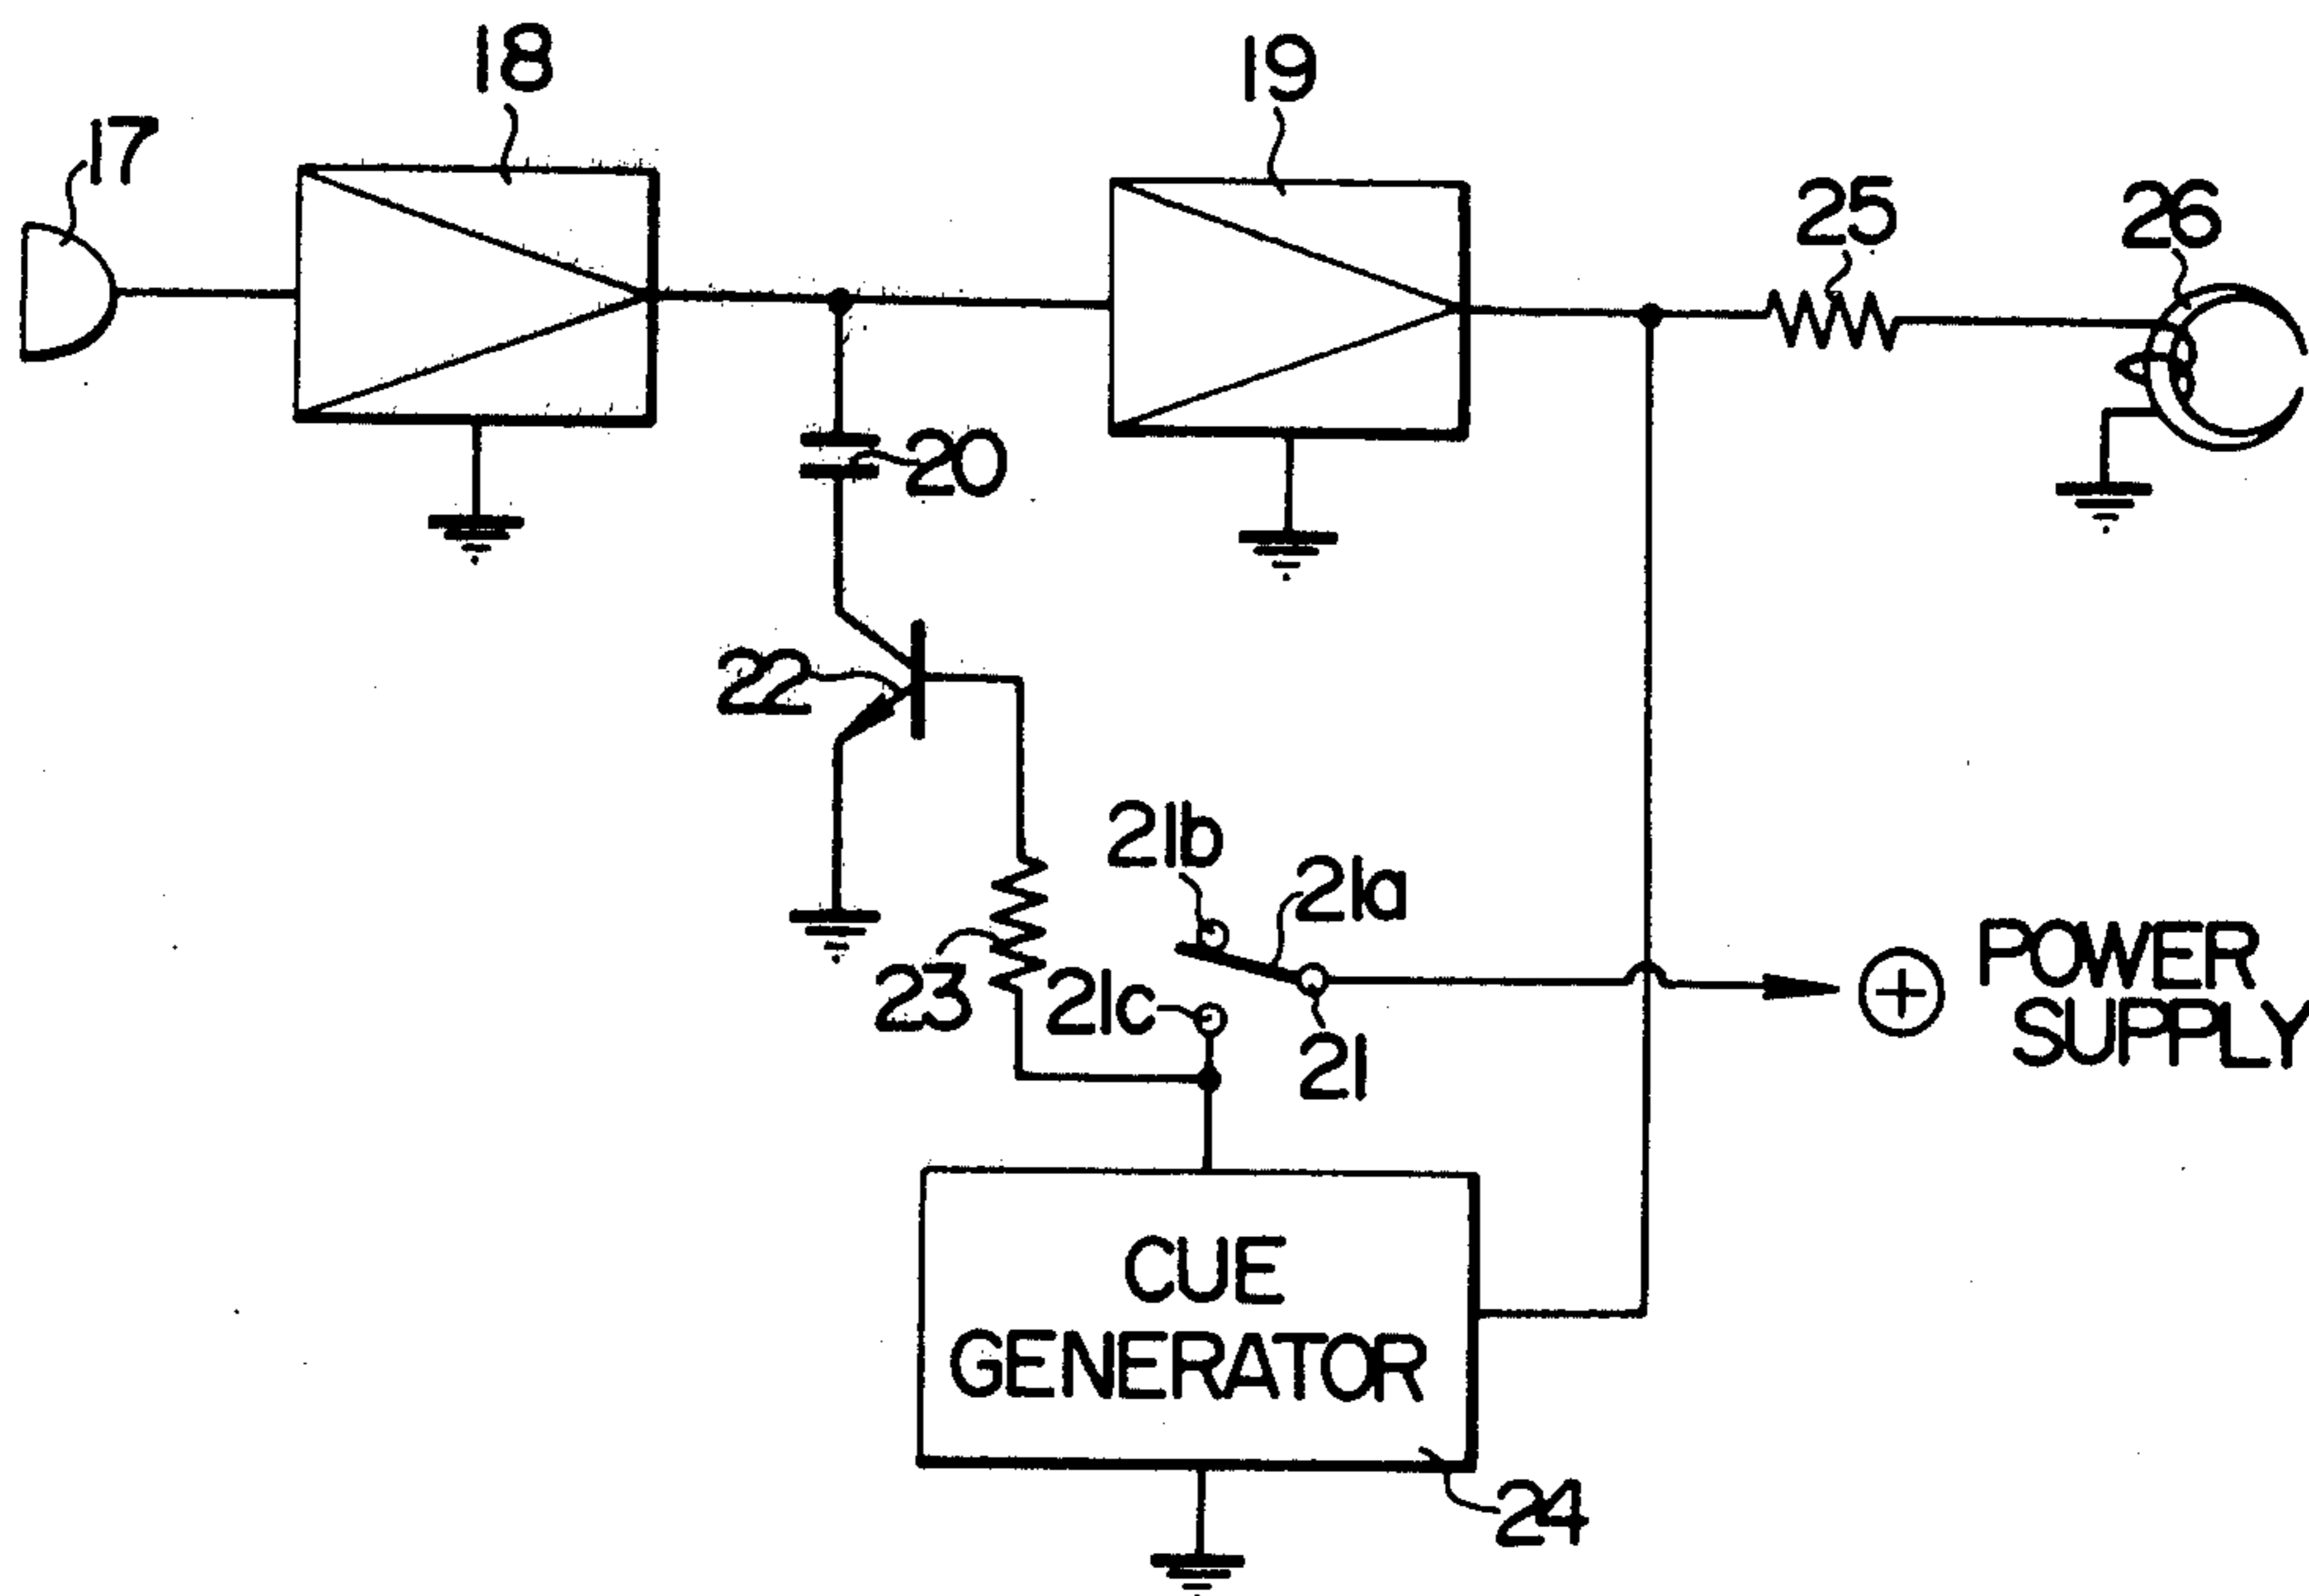 18
19
17
25
26
20
22
21b
21a
23
21c
21
POWER
SUPPLY
CUE
GENERATOR
24